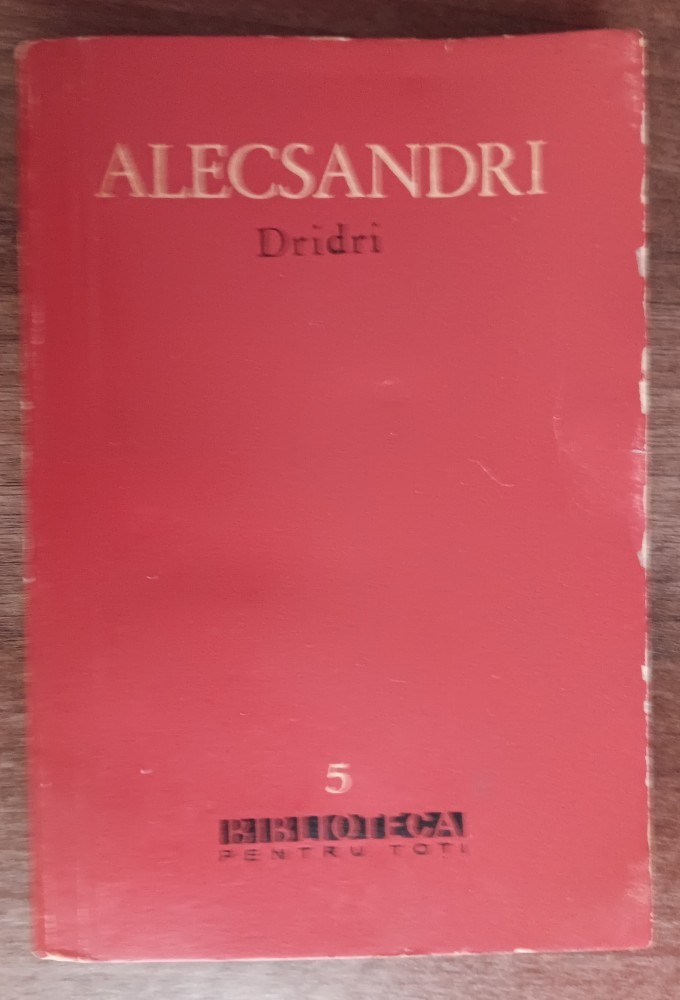 ALECSANDRI
Dridri
5
BIBLIOTECA
PENTRU TOȚI